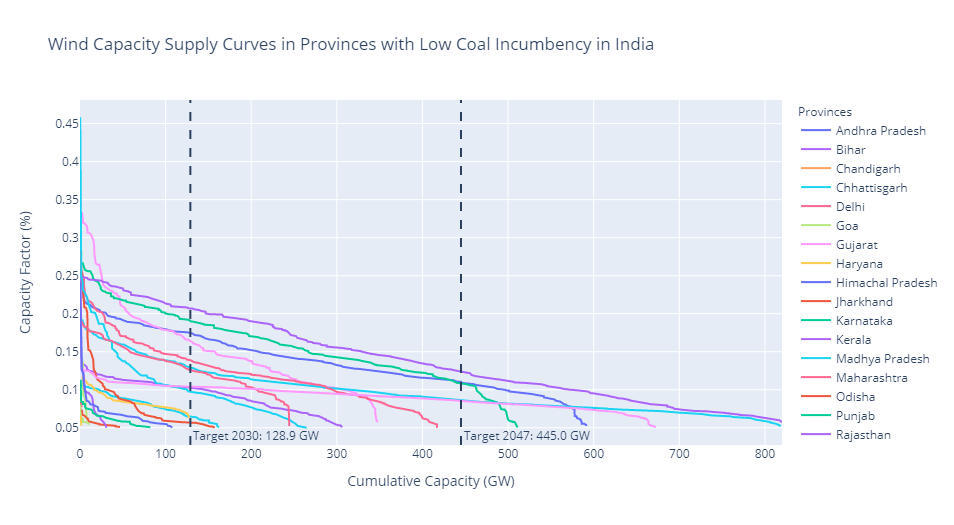 Wind Capacity Supply Curves in Provinces with Low Coal Incumbency in India
Provinces
Andhra Pradesh
Bihar
Chandigarh
Chhattisgarh
Delhi
Goa
Gujarat
Haryana
Himachal Pradesh
Jharkhand
Karnataka
Kerala
Madhya Pradesh
Maharashtra
Odisha
Punjab
Rajasthan
Capacity Factor (%)
0.45
0.4
0.35
0.3
0.25
0.2
0.15
0.1
0.05
Target 2030: 128.9 GW
Target 2047: 445.0 GW
0 100 200 300 400 500 600 700 800
Cumulative Capacity (GW)